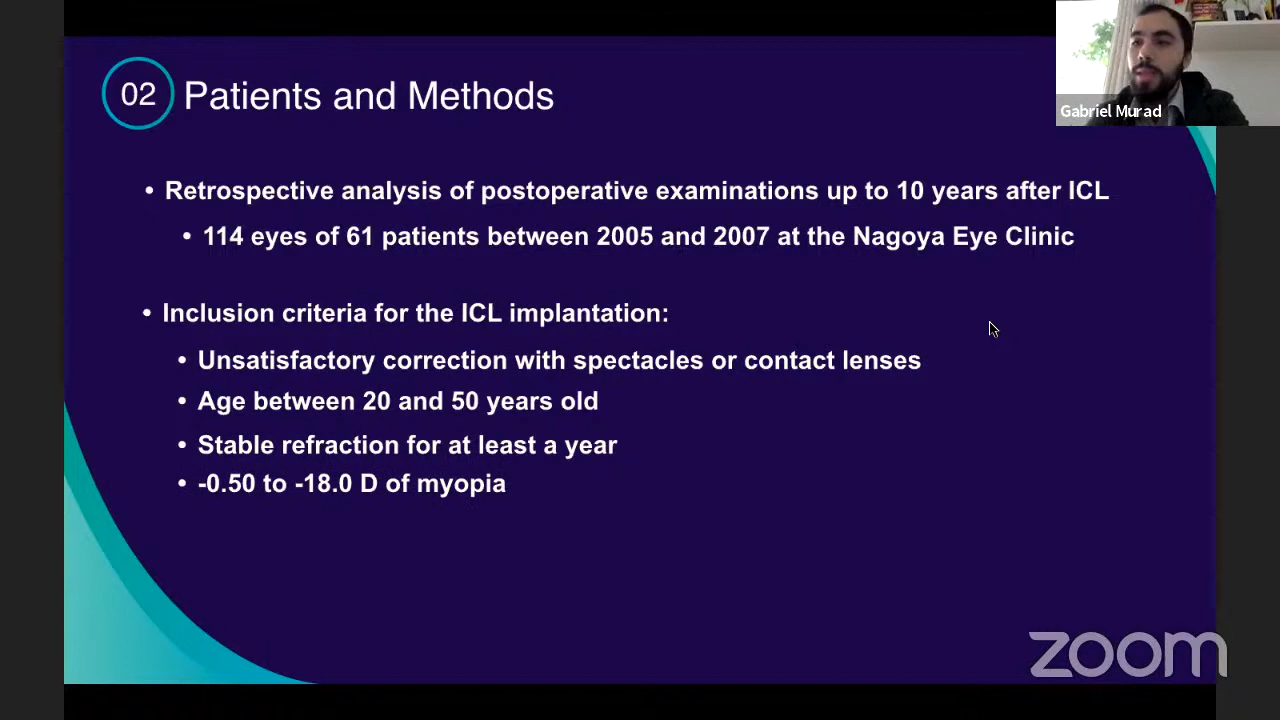 02 Patients and Methods
Gabriel Murad
• Retrospective analysis of postoperative examinations up to 10 years after ICL
• 114 eyes of 61 patients between 2005 and 2007 at the Nagoya Eye Clinic
• Inclusion criteria for the ICL implantation:
• Unsatisfactory correction with spectacles or contact lenses
• Age between 20 and 50 years old
• Stable refraction for at least a year
• -0.50 to -18.0 D of myopia
zoom